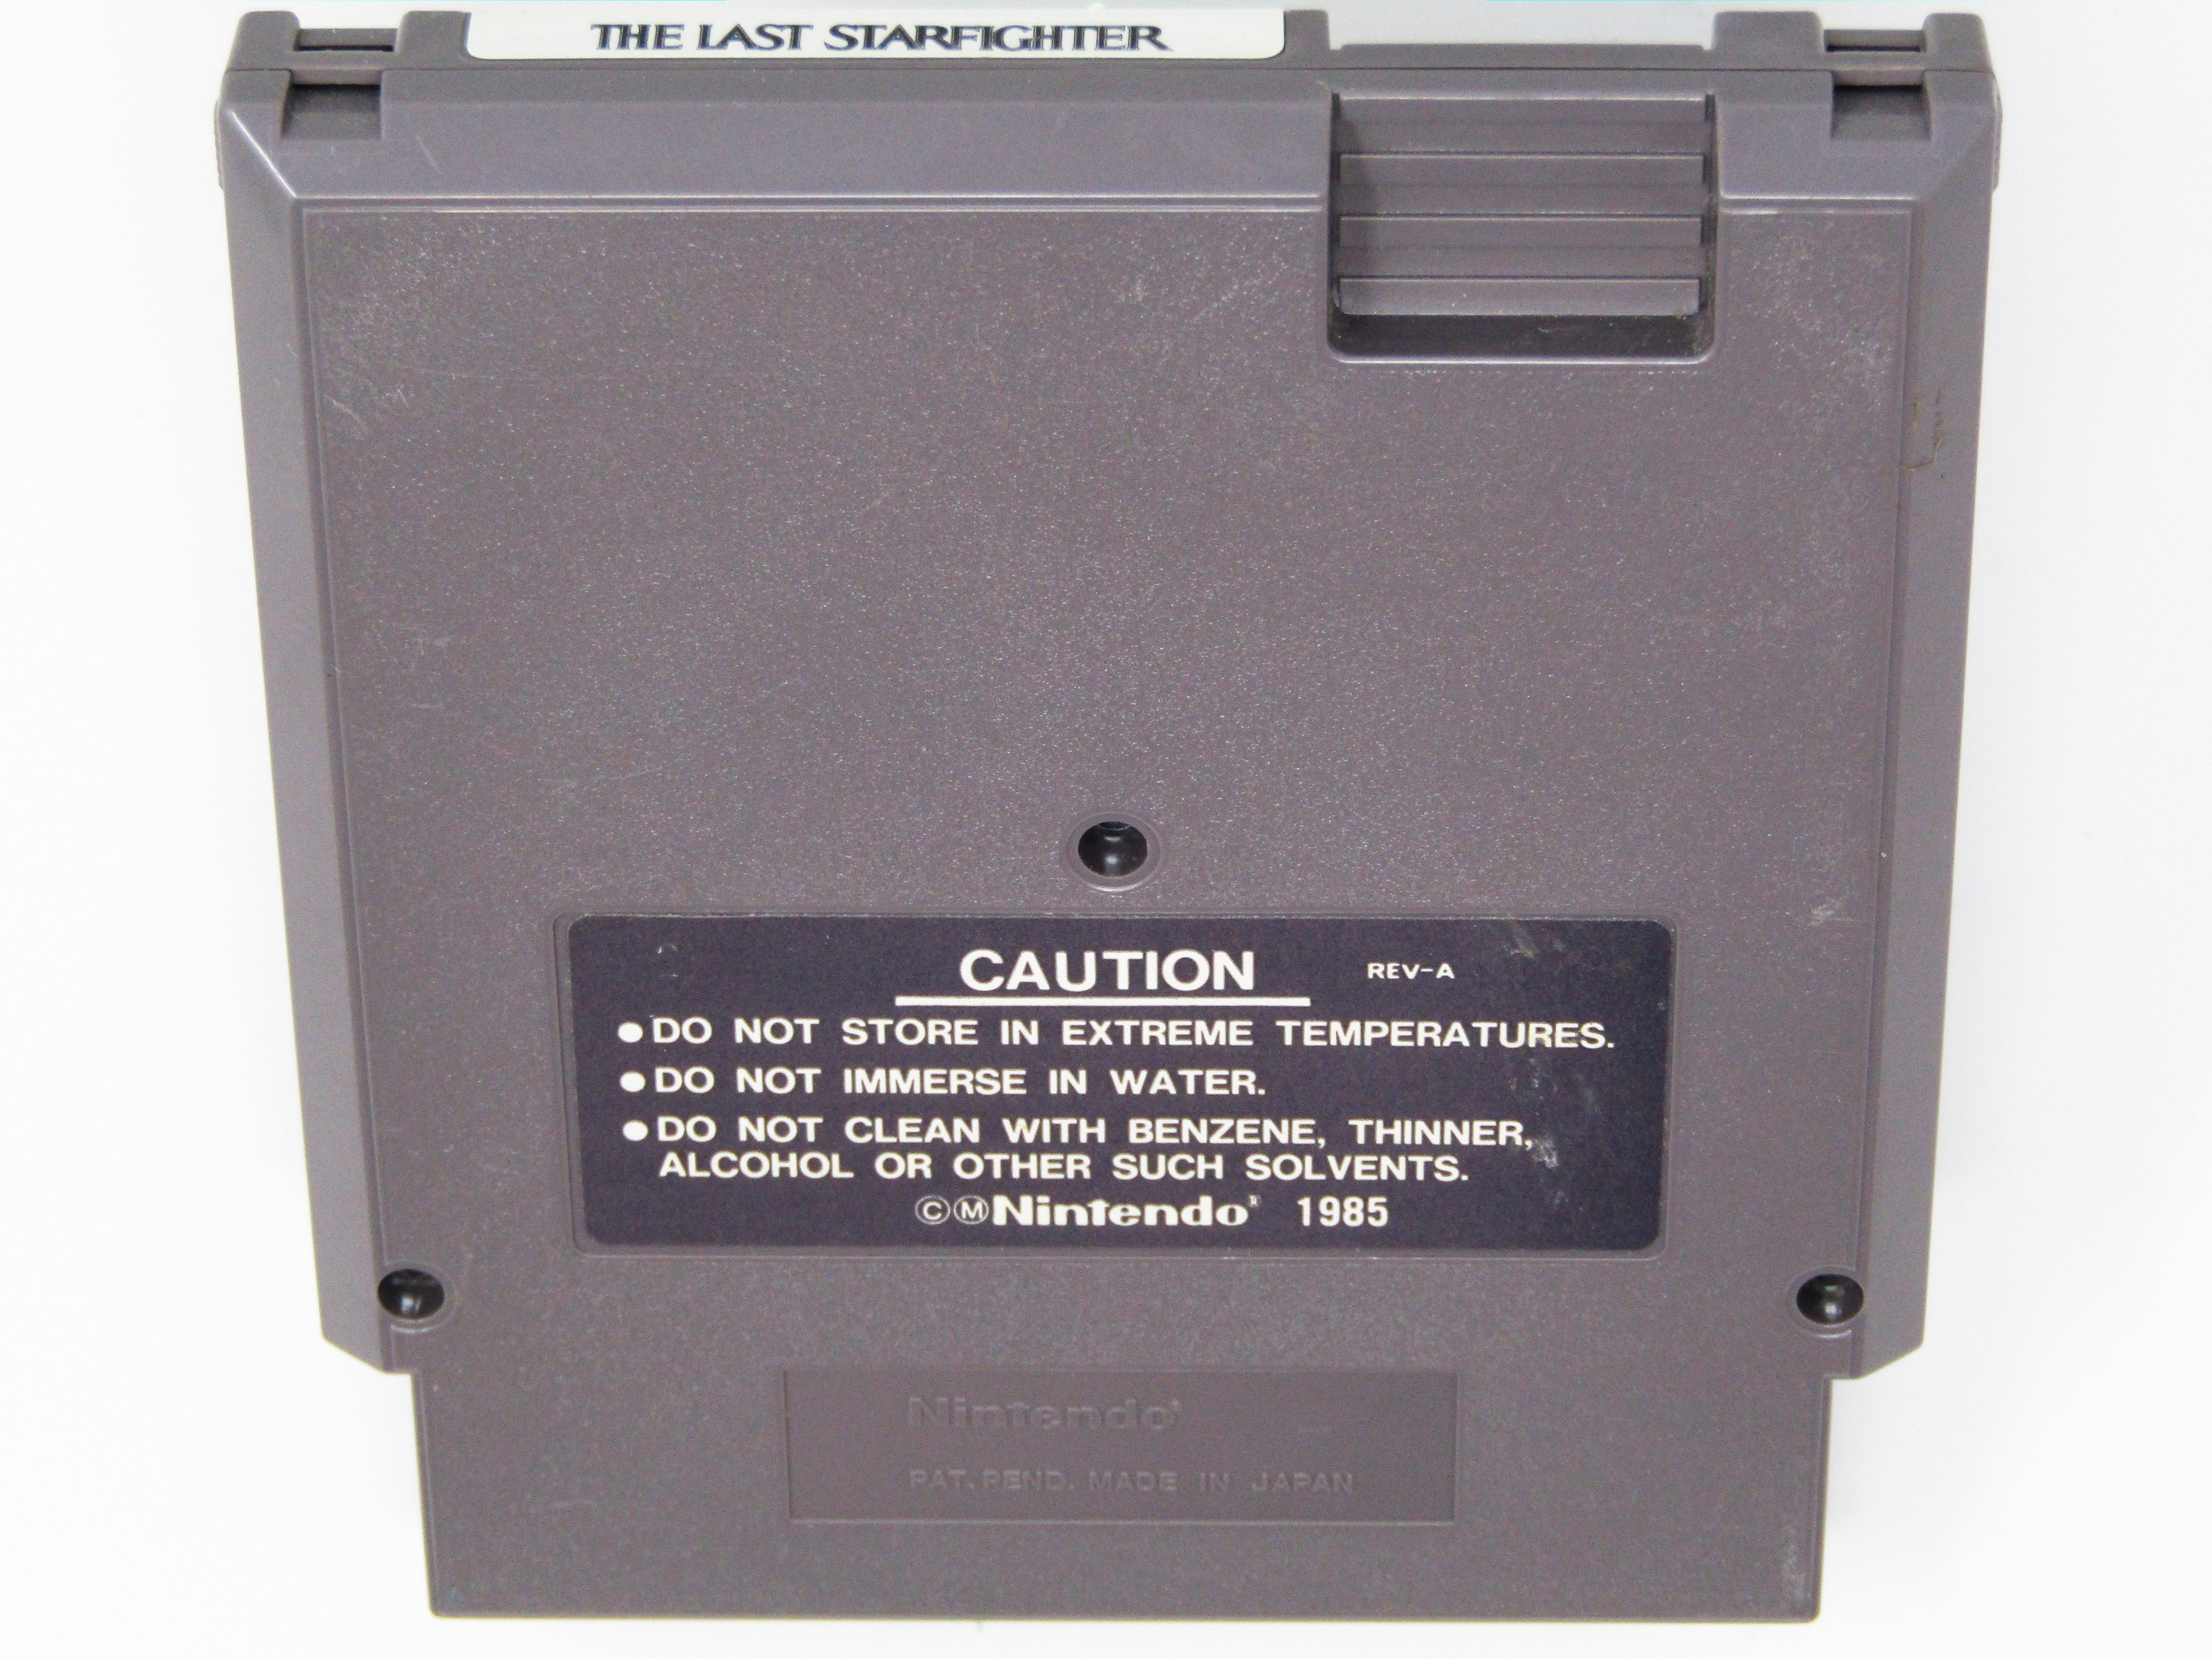 THE LAST STARFIGHTER
CAUTION REV-A
●DO NOT STORE IN EXTREME TEMPERATURES.
●DO NOT IMMERSE IN WATER.
●DO NOT CLEAN WITH BENZENE, THINNER,
ALCOHOL OR OTHER SUCH SOLVENTS.
©ⓂNintendo® 1985
Nintendo®
PAT. PEND. MADE IN JAPAN